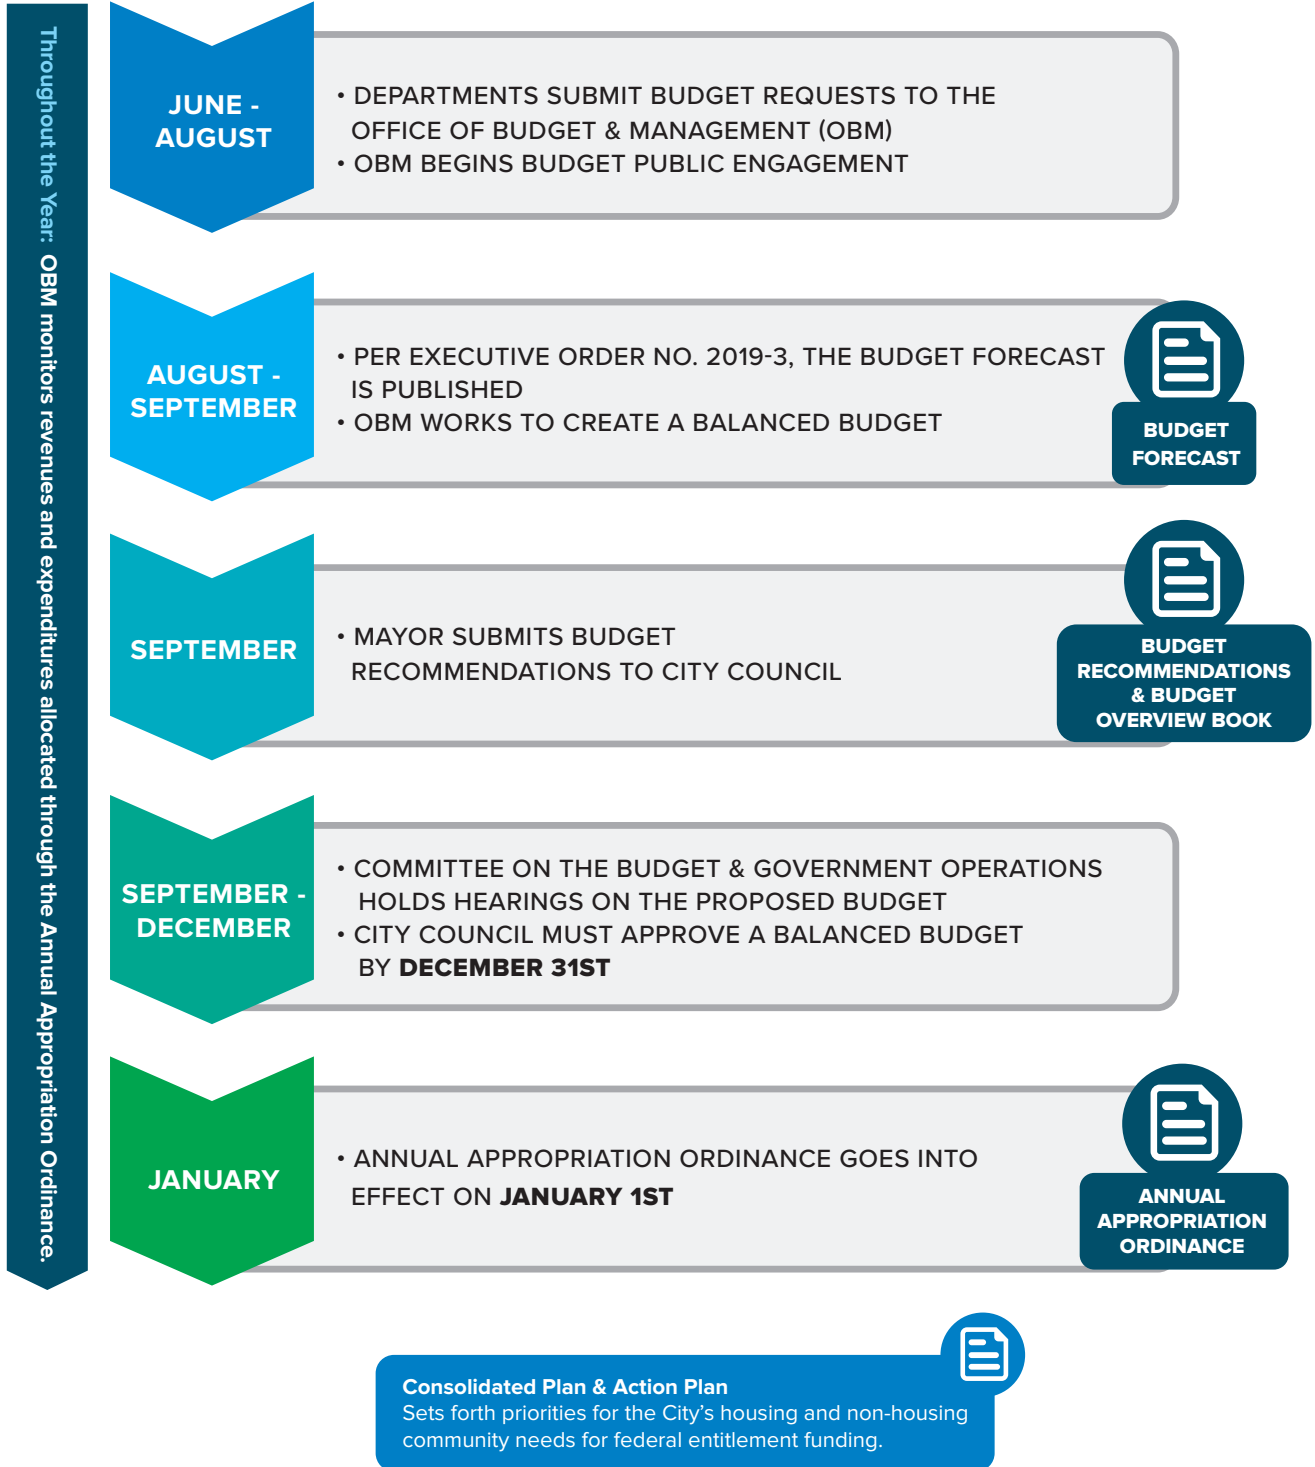 Throughout the Year: OBM monitors revenues and expenditures allocated through the Annual Appropriation Ordinance.
JUNE -
AUGUST
• DEPARTMENTS SUBMIT BUDGET REQUESTS TO THE
OFFICE OF BUDGET & MANAGEMENT (OBM)
• OBM BEGINS BUDGET PUBLIC ENGAGEMENT
AUGUST -
SEPTEMBER
• PER EXECUTIVE ORDER NO. 2019-3, THE BUDGET FORECAST
IS PUBLISHED
• OBM WORKS TO CREATE A BALANCED BUDGET
BUDGET
FORECAST
SEPTEMBER
• MAYOR SUBMITS BUDGET
RECOMMENDATIONS TO CITY COUNCIL
BUDGET
RECOMMENDATIONS
& BUDGET
OVERVIEW BOOK
SEPTEMBER -
DECEMBER
• COMMITTEE ON THE BUDGET & GOVERNMENT OPERATIONS
HOLDS HEARINGS ON THE PROPOSED BUDGET
• CITY COUNCIL MUST APPROVE A BALANCED BUDGET
BY DECEMBER 31ST
JANUARY
• ANNUAL APPROPRIATION ORDINANCE GOES INTO
EFFECT ON JANUARY 1ST
ANNUAL
APPROPRIATION
ORDINANCE
Consolidated Plan & Action Plan
Sets forth priorities for the City's housing and non-housing
community needs for federal entitlement funding.